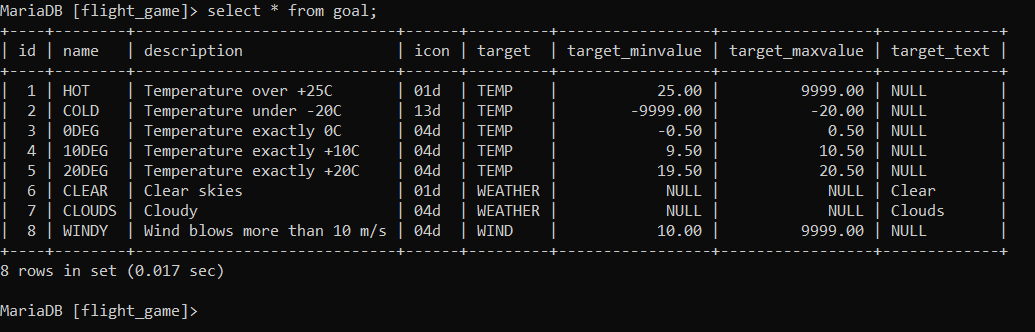 MariaDB [flight_game]> select * from goal;
+----+--------+-----------------------------+------+---------+-----------------+-----------------+-------------+
| id | name   | description                 | icon | target  | target_minvalue | target_maxvalue | target_text |
+----+--------+-----------------------------+------+---------+-----------------+-----------------+-------------+
|  1 | HOT    | Temperature over +25C       | 01d  | TEMP    |           25.00 |         9999.00 | NULL        |
|  2 | COLD   | Temperature under -20C      | 13d  | TEMP    |        -9999.00 |          -20.00 | NULL        |
|  3 | 0DEG   | Temperature exactly 0C      | 04d  | TEMP    |           -0.50 |            0.50 | NULL        |
|  4 | 10DEG  | Temperature exactly +10C    | 04d  | TEMP    |            9.50 |           10.50 | NULL        |
|  5 | 20DEG  | Temperature exactly +20C    | 04d  | TEMP    |           19.50 |           20.50 | NULL        |
|  6 | CLEAR  | Clear skies                 | 01d  | WEATHER |            NULL |            NULL | Clear       |
|  7 | CLOUDS | Cloudy                      | 04d  | WEATHER |            NULL |            NULL | Clouds      |
|  8 | WINDY  | Wind blows more than 10 m/s | 04d  | WIND    |           10.00 |         9999.00 | NULL        |
+----+--------+-----------------------------+------+---------+-----------------+-----------------+-------------+
8 rows in set (0.017 sec)
MariaDB [flight_game]>